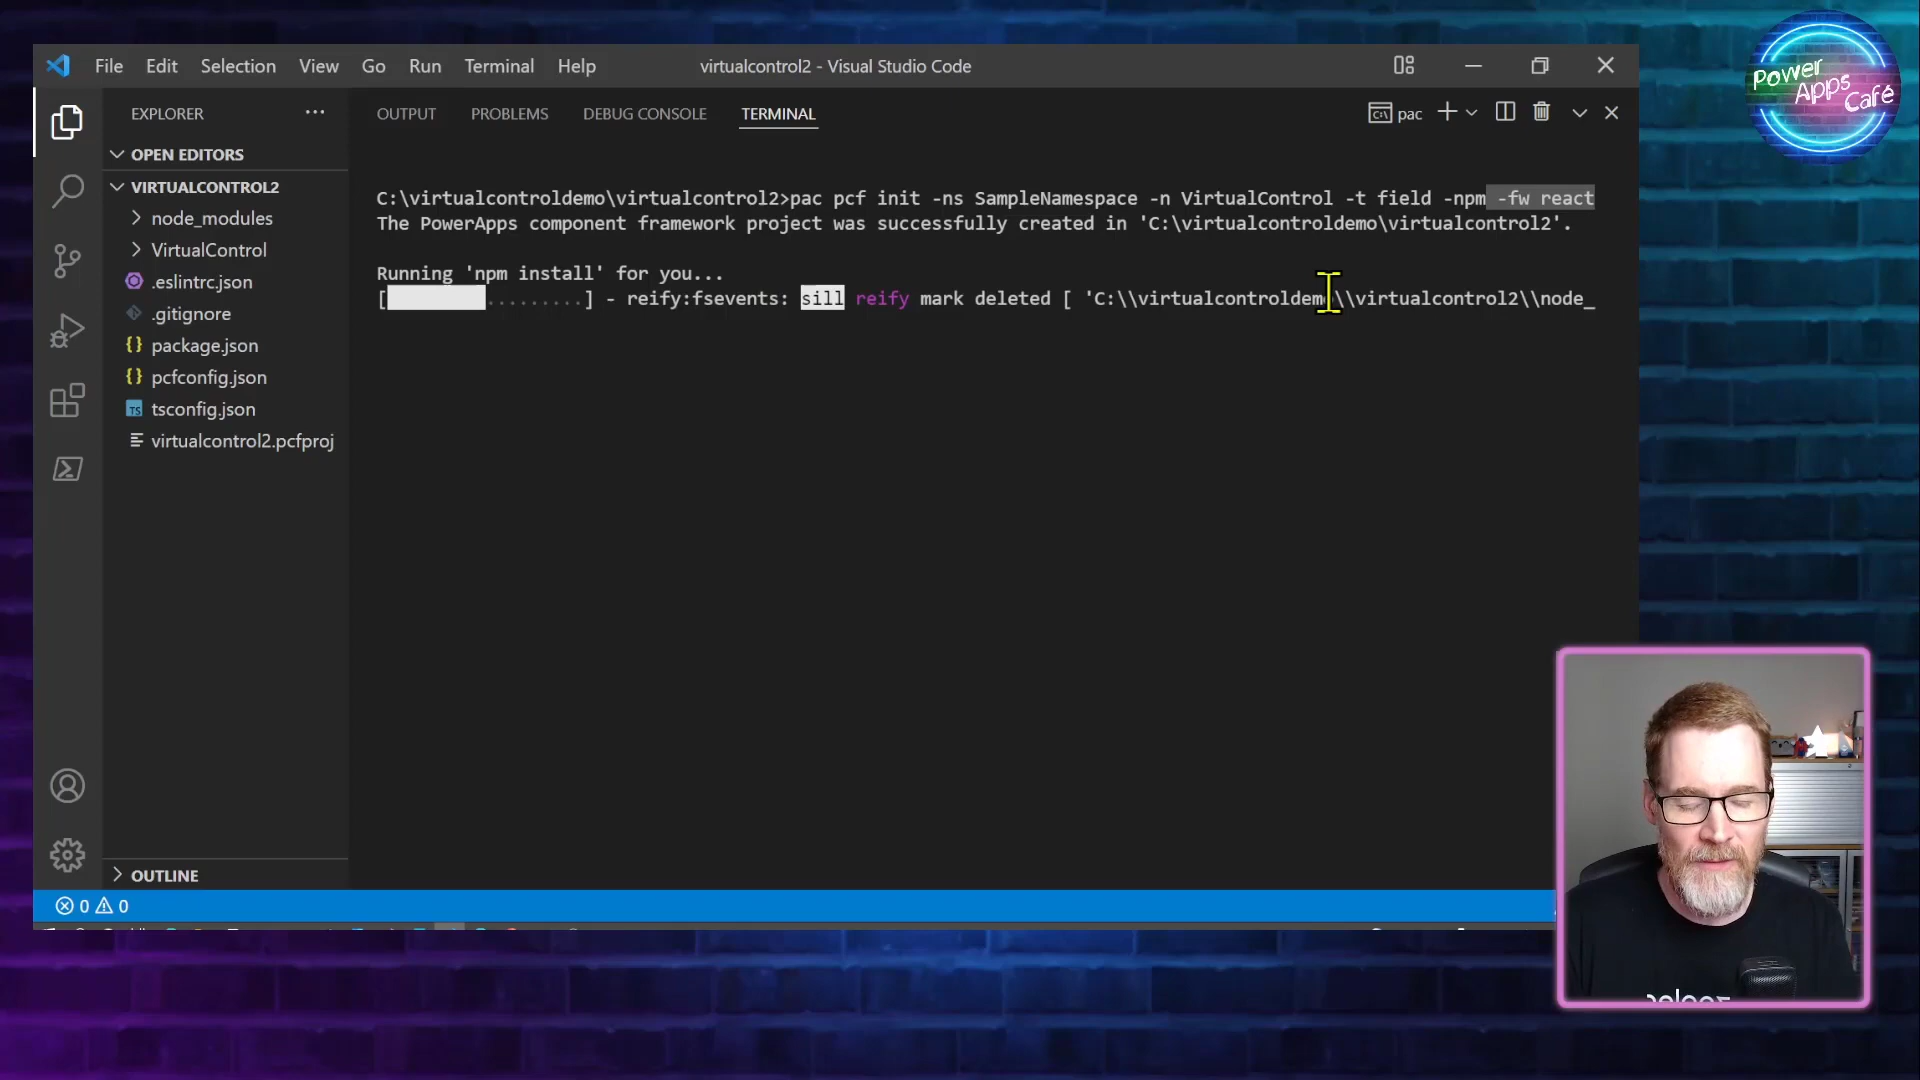 Power
Apps
Café
File Edit Selection View Go Run Terminal Help
virtualcontrol2 - Visual Studio Code
EXPLORER
OUTPUT PROBLEMS DEBUG CONSOLE TERMINAL
pac
OPEN EDITORS
VIRTUALCONTROL2
node_modules
VirtualControl
.eslintrc.json
.gitignore
package.json
pcfconfig.json
tsconfig.json
virtualcontrol2.pcfproj
OUTLINE
C:\virtualcontroldemo\virtualcontrol2>pac pcf init -ns SampleNamespace -n VirtualControl -t field -npm -fw react
The PowerApps component framework project was successfully created in 'C:\virtualcontroldemo\virtualcontrol2'.
Running 'npm install' for you...
[         .........] - reify:fsevents: sill reify mark deleted [ 'C:\\virtualcontroldemo\\virtualcontrol2\\node_
0 0